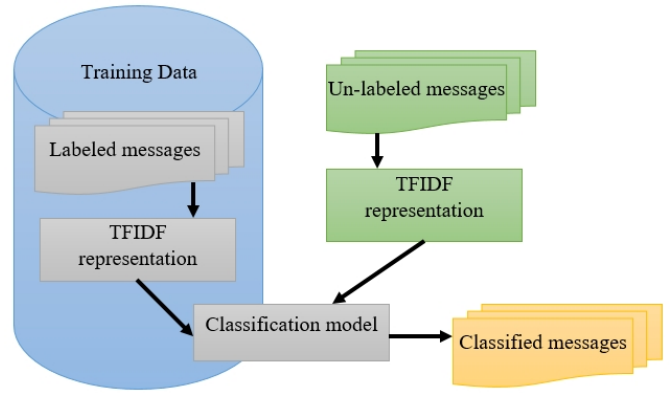 Training Data
Labeled messages
TFIDF
representation
Un-labeled messages
TFIDF
representation
Classification model
Classified messages